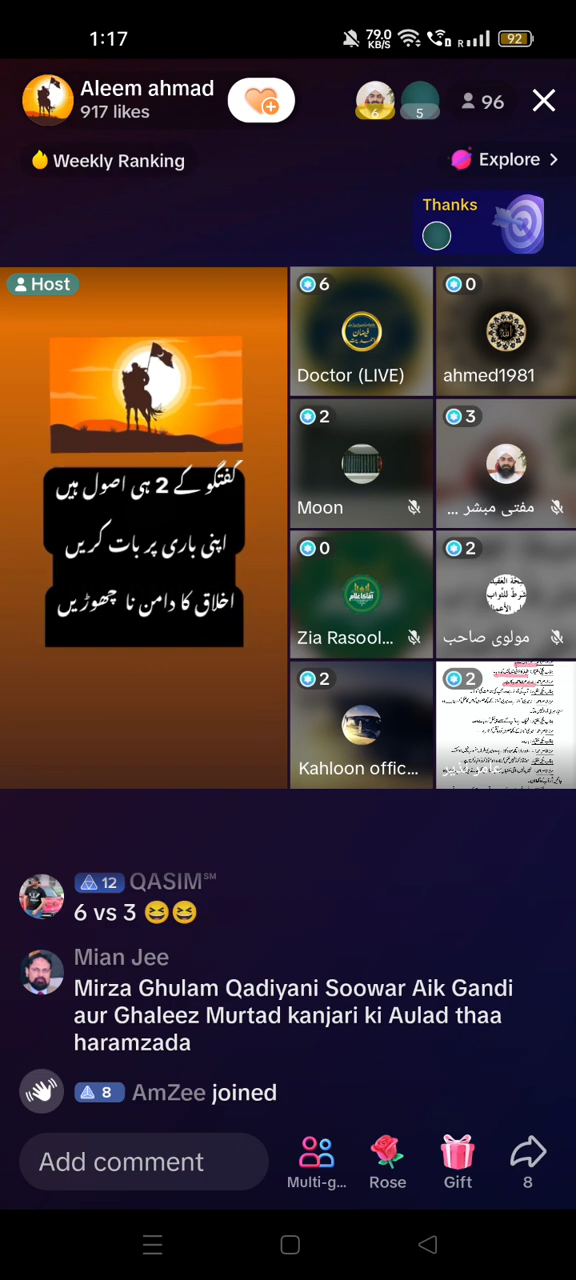 1:17
79.0
KB/S
R
92
Aleem ahmad
917 likes
6
5
96
Weekly Ranking
Explore
Thanks
Host
گفتگو کے 2 ہی اصول ہیں
اپنی باری پر بات کریں
اخلاق کا دامن نا چھوڑیں
6
Doctor (LIVE)
0
ahmed1981
2
Moon
3
مفتی مبشر ...
0
Zia Rasool...
2
مولوی صاحب
2
Kahloon offic...
2
12 QASIM℠
6 vs 3 😆😆
Mian Jee
Mirza Ghulam Qadiyani Soowar Aik Gandi
aur Ghaleez Murtad kanjari ki Aulad thaa
haramzada
8 AmZee joined
Add comment
Multi-g...
Rose
Gift
8